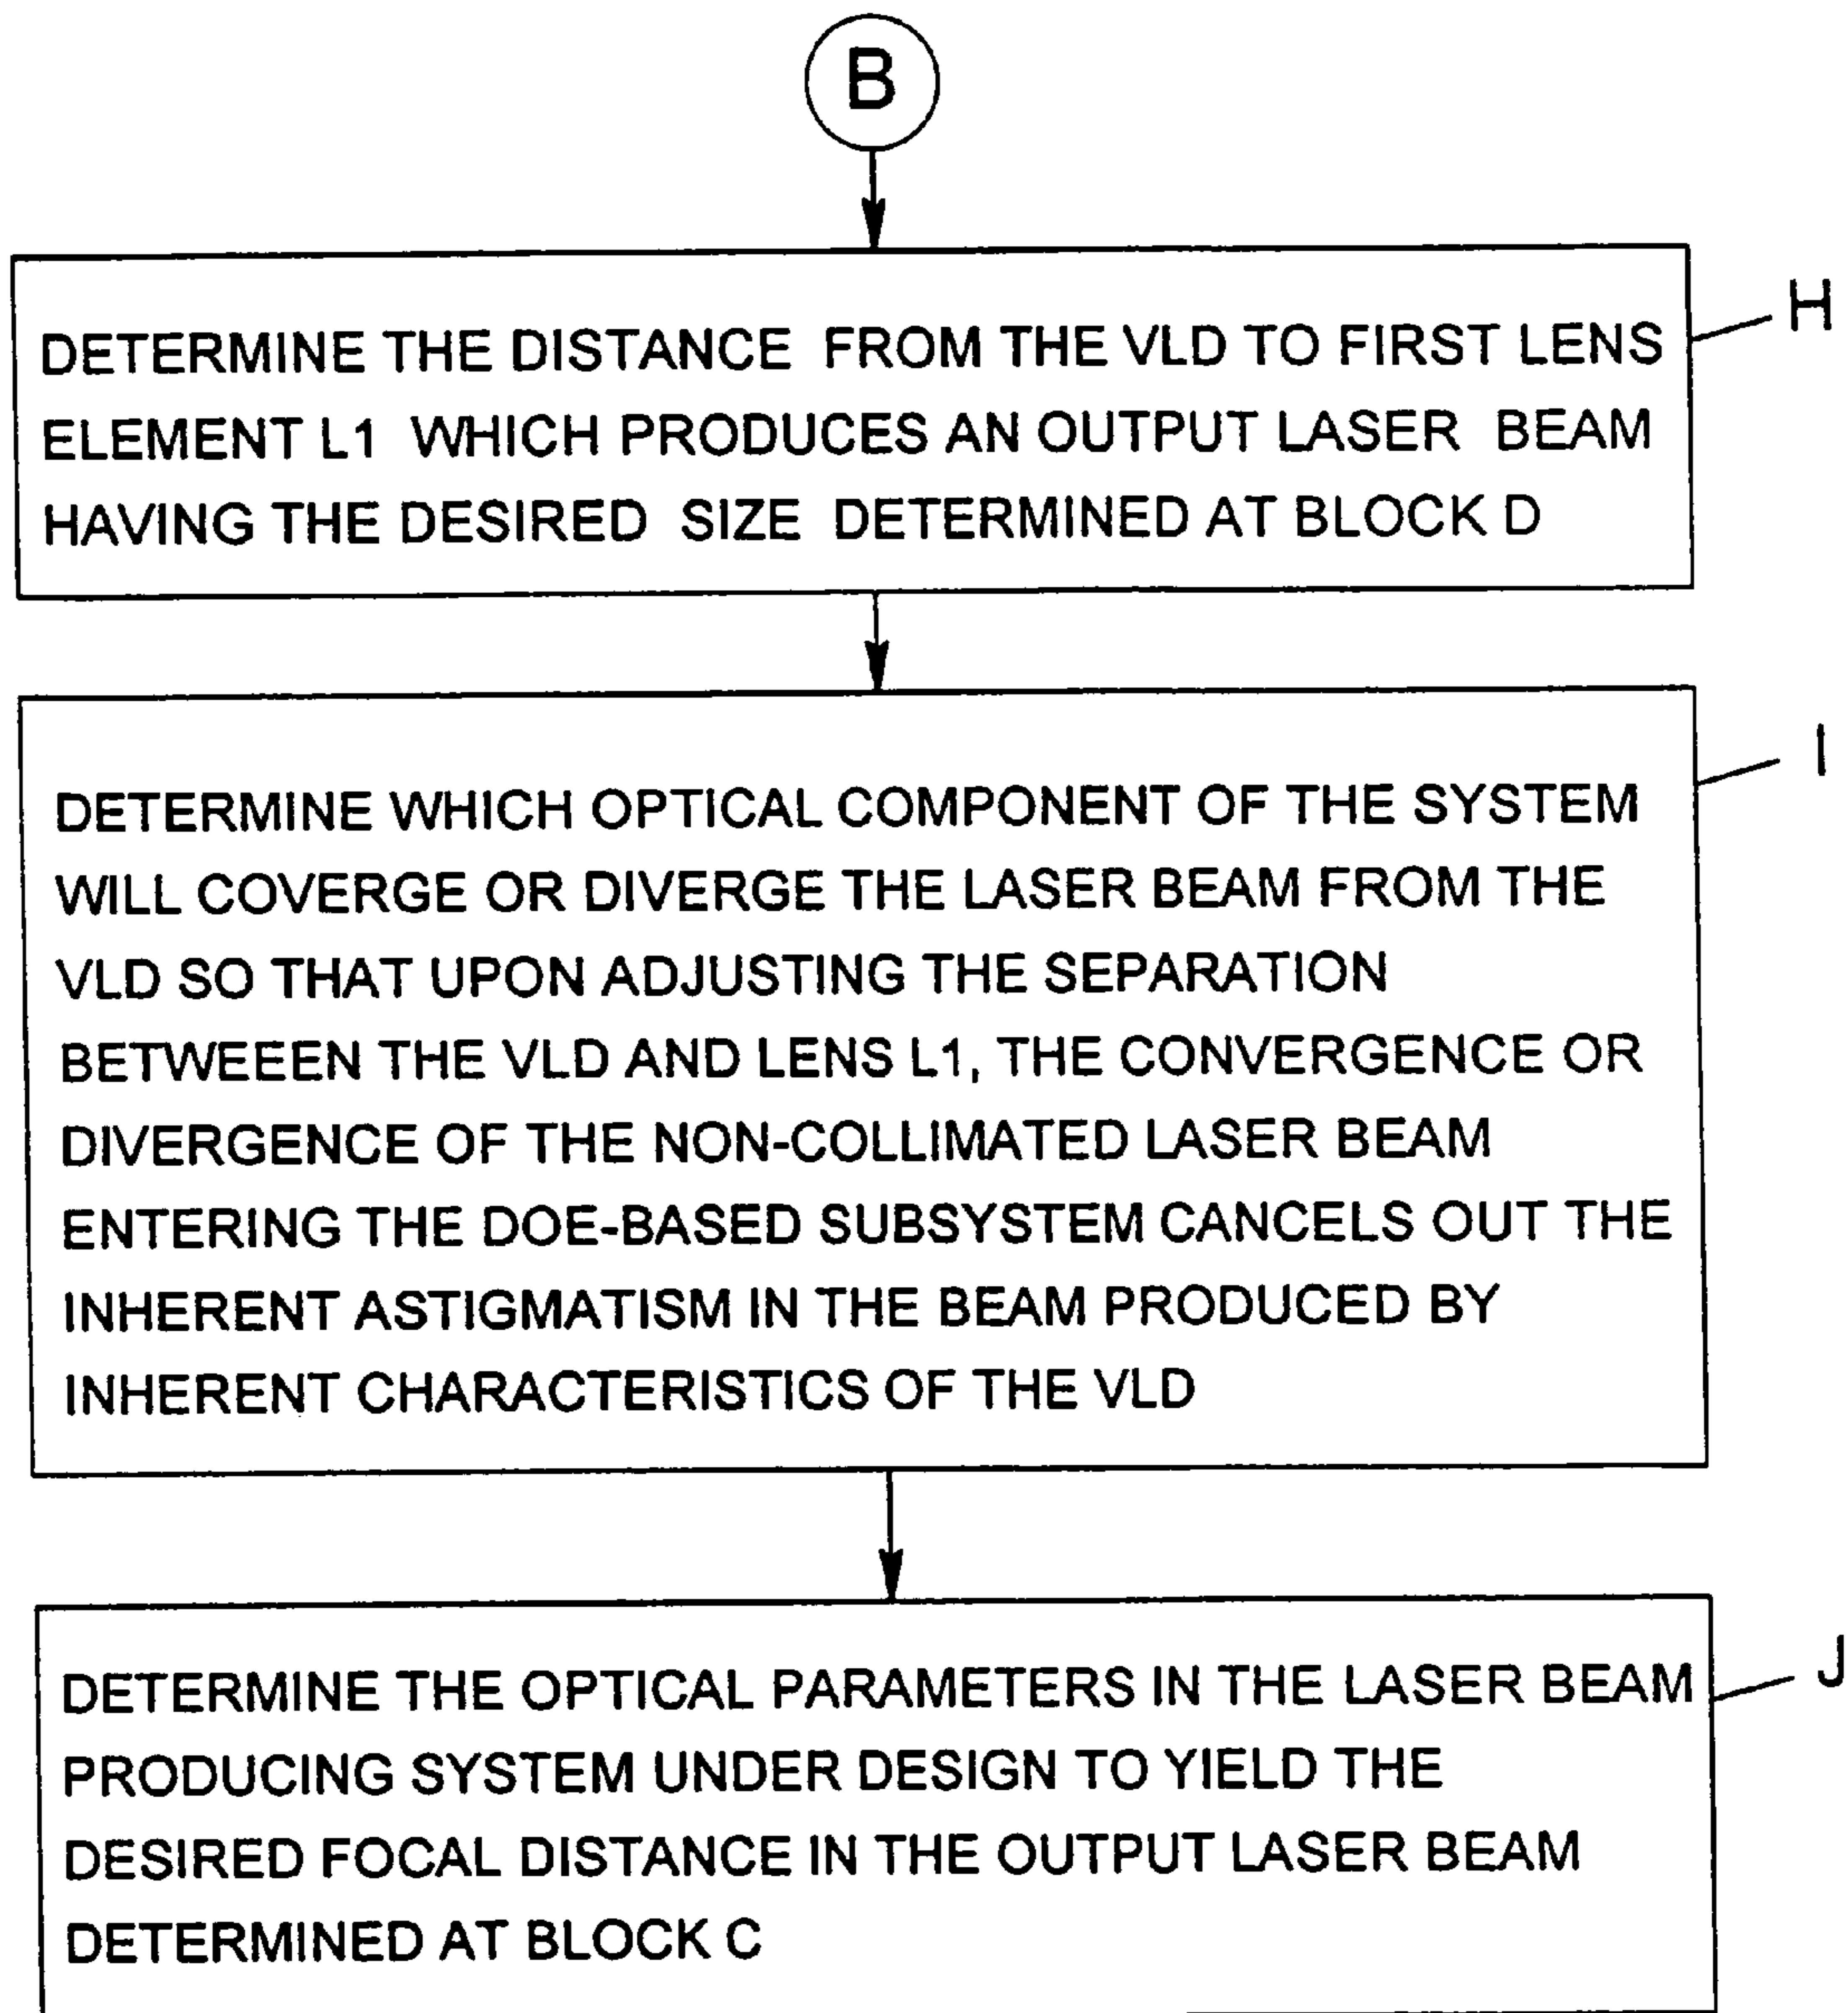 B
H
DETERMINE THE DISTANCE FROM THE VLD TO FIRST LENS
ELEMENT L1 WHICH PRODUCES AN OUTPUT LASER BEAM
HAVING THE DESIRED SIZE DETERMINED AT BLOCK D
I
DETERMINE WHICH OPTICAL COMPONENT OF THE SYSTEM
WILL COVERGE OR DIVERGE THE LASER BEAM FROM THE
VLD SO THAT UPON ADJUSTING THE SEPARATION
BETWEEEN THE VLD AND LENS L1, THE CONVERGENCE OR
DIVERGENCE OF THE NON-COLLIMATED LASER BEAM
ENTERING THE DOE-BASED SUBSYSTEM CANCELS OUT THE
INHERENT ASTIGMATISM IN THE BEAM PRODUCED BY
INHERENT CHARACTERISTICS OF THE VLD
J
DETERMINE THE OPTICAL PARAMETERS IN THE LASER BEAM
PRODUCING SYSTEM UNDER DESIGN TO YIELD THE
DESIRED FOCAL DISTANCE IN THE OUTPUT LASER BEAM
DETERMINED AT BLOCK C